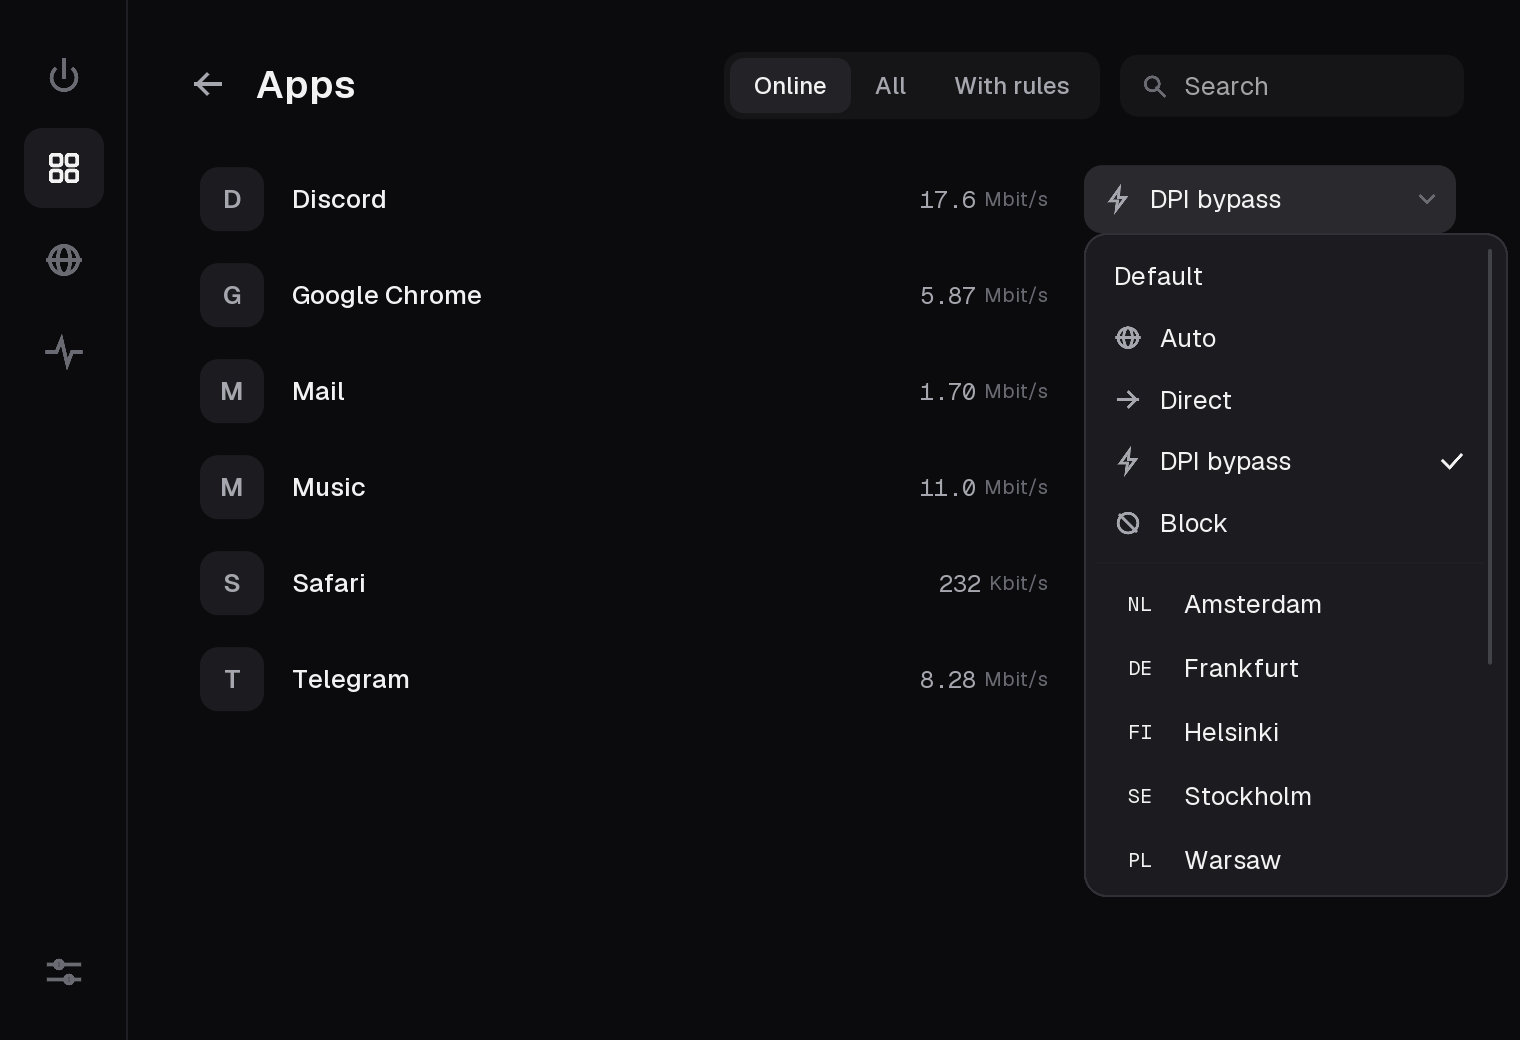 Apps
Online All With rules
Search
D Discord 17.6 Mbit/s DPI bypass
G Google Chrome 5.87 Mbit/s
M Mail 1.70 Mbit/s
M Music 11.0 Mbit/s
S Safari 232 Kbit/s
T Telegram 8.28 Mbit/s
Default
Auto
Direct
DPI bypass
Block
NL Amsterdam
DE Frankfurt
FI Helsinki
SE Stockholm
PL Warsaw